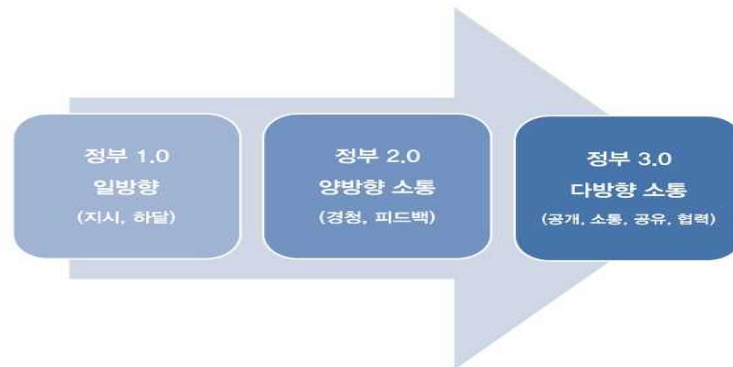 정부 1.0
일방향
(지시, 하달)
정부 2.0
양방향 소통
(경청, 피드백)
정부 3.0
다방향 소통
(공개, 소통, 공유, 협력)